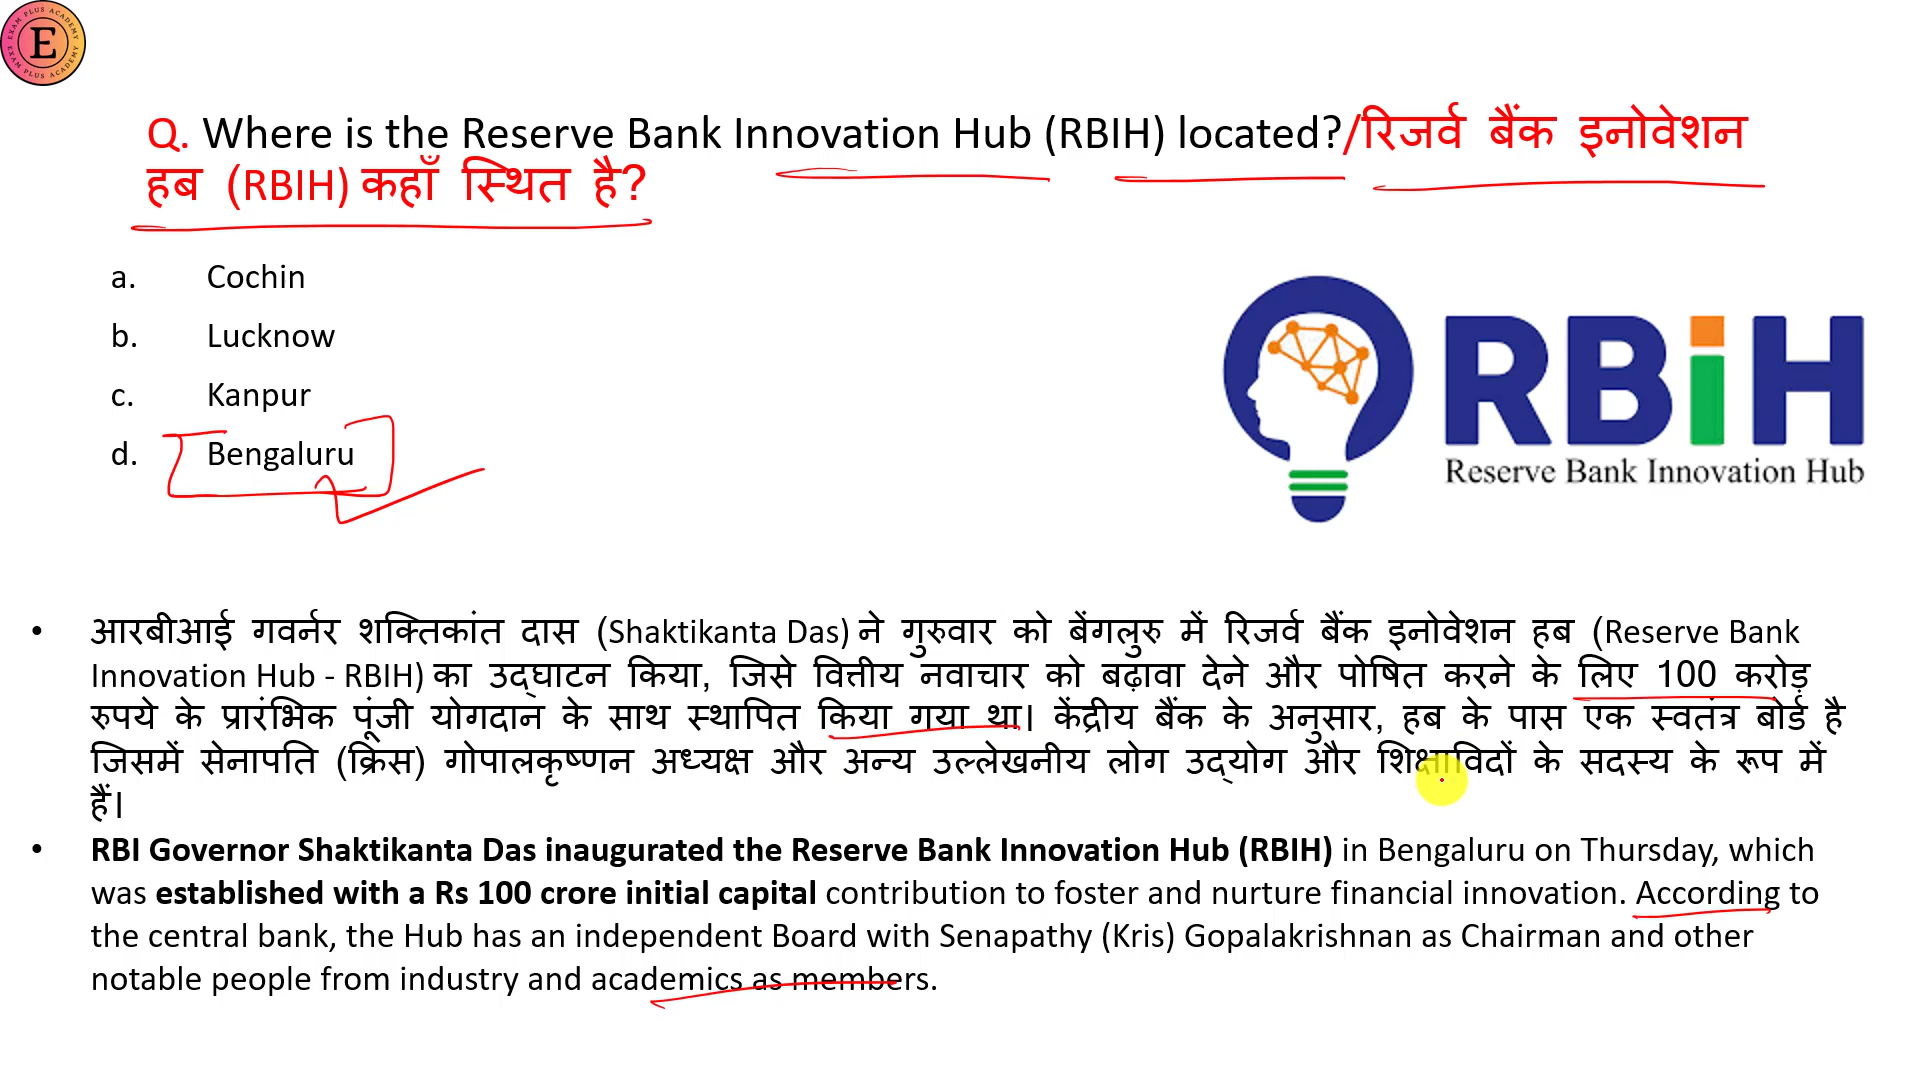 EXAM PLUS ACADEMY
E
EXAM PLUS ACADEMY
Q. Where is the Reserve Bank Innovation Hub (RBIH) located?/रिजर्व बैंक इनोवेशन
हब (RBIH) कहाँ स्थित है?
a. Cochin
b. Lucknow
c. Kanpur
d. Bengaluru
RBiH
Reserve Bank Innovation Hub
• आरबीआई गवर्नर शक्तिकांत दास (Shaktikanta Das) ने गुरुवार को बेंगलुरु में रिजर्व बैंक इनोवेशन हब (Reserve Bank
Innovation Hub - RBIH) का उद्घाटन किया, जिसे वित्तीय नवाचार को बढ़ावा देने और पोषित करने के लिए 100 करोड़
रुपये के प्रारंभिक पूंजी योगदान के साथ स्थापित किया गया था। केंद्रीय बैंक के अनुसार, हब के पास एक स्वतंत्र बोर्ड है
जिसमें सेनापति (क्रिस) गोपालकृष्णन अध्यक्ष और अन्य उल्लेखनीय लोग उद्योग और शिक्षाविदों के सदस्य के रूप में
हैं।
• RBI Governor Shaktikanta Das inaugurated the Reserve Bank Innovation Hub (RBIH) in Bengaluru on Thursday, which
was established with a Rs 100 crore initial capital contribution to foster and nurture financial innovation. According to
the central bank, the Hub has an independent Board with Senapathy (Kris) Gopalakrishnan as Chairman and other
notable people from industry and academics as members.